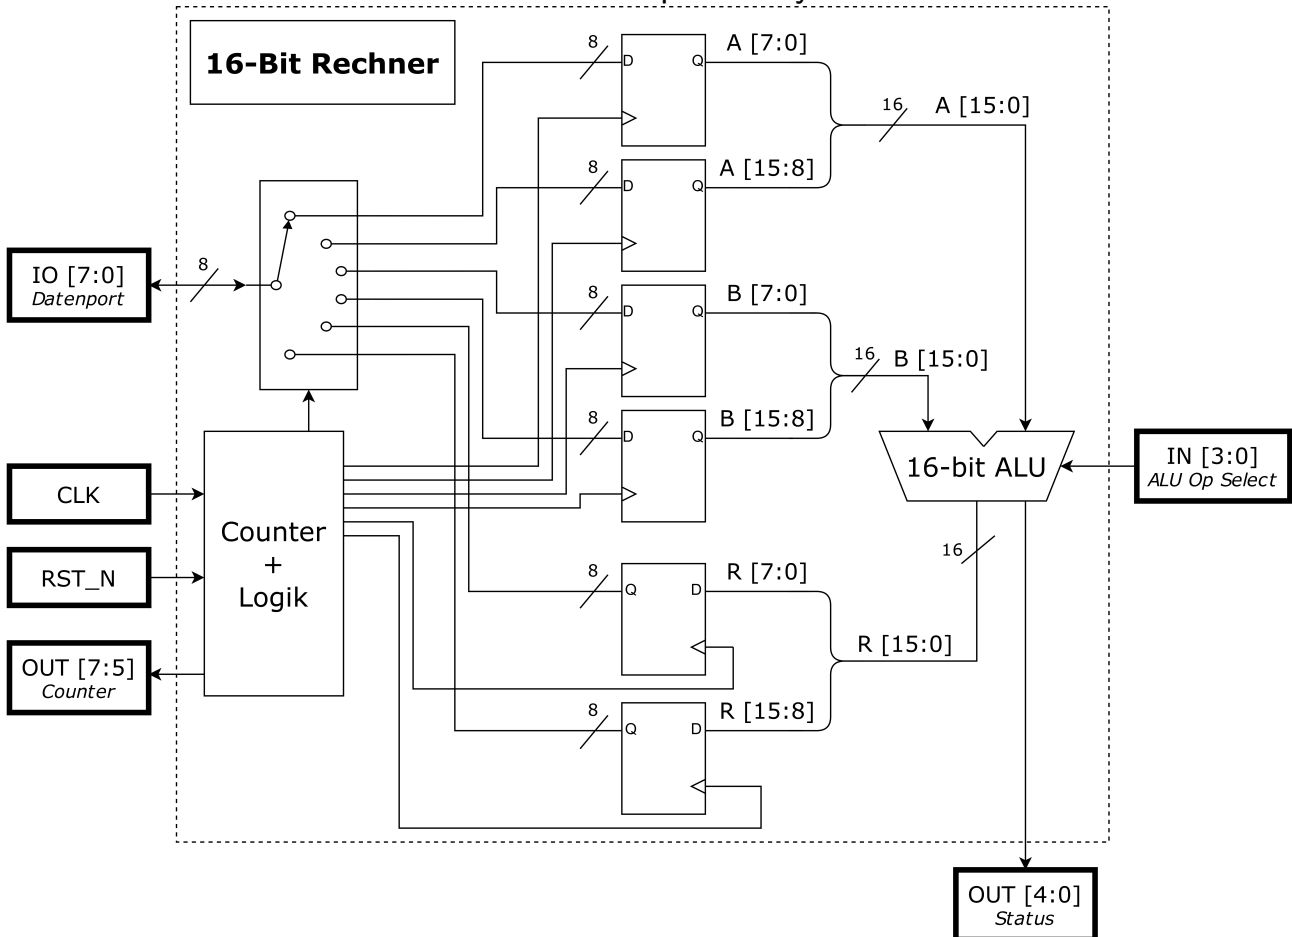 16-Bit Rechner
8
D
Q
A [7:0]
16
A [15:0]
8
D
Q
A [15:8]
IO [7:0]
Datenport
8
8
D
Q
B [7:0]
16
B [15:0]
8
D
Q
B [15:8]
16-bit ALU
IN [3:0]
ALU Op Select
CLK
Counter
+
Logik
RST_N
OUT [7:5]
Counter
16
8
Q
D
R [7:0]
R [15:0]
8
Q
D
R [15:8]
OUT [4:0]
Status